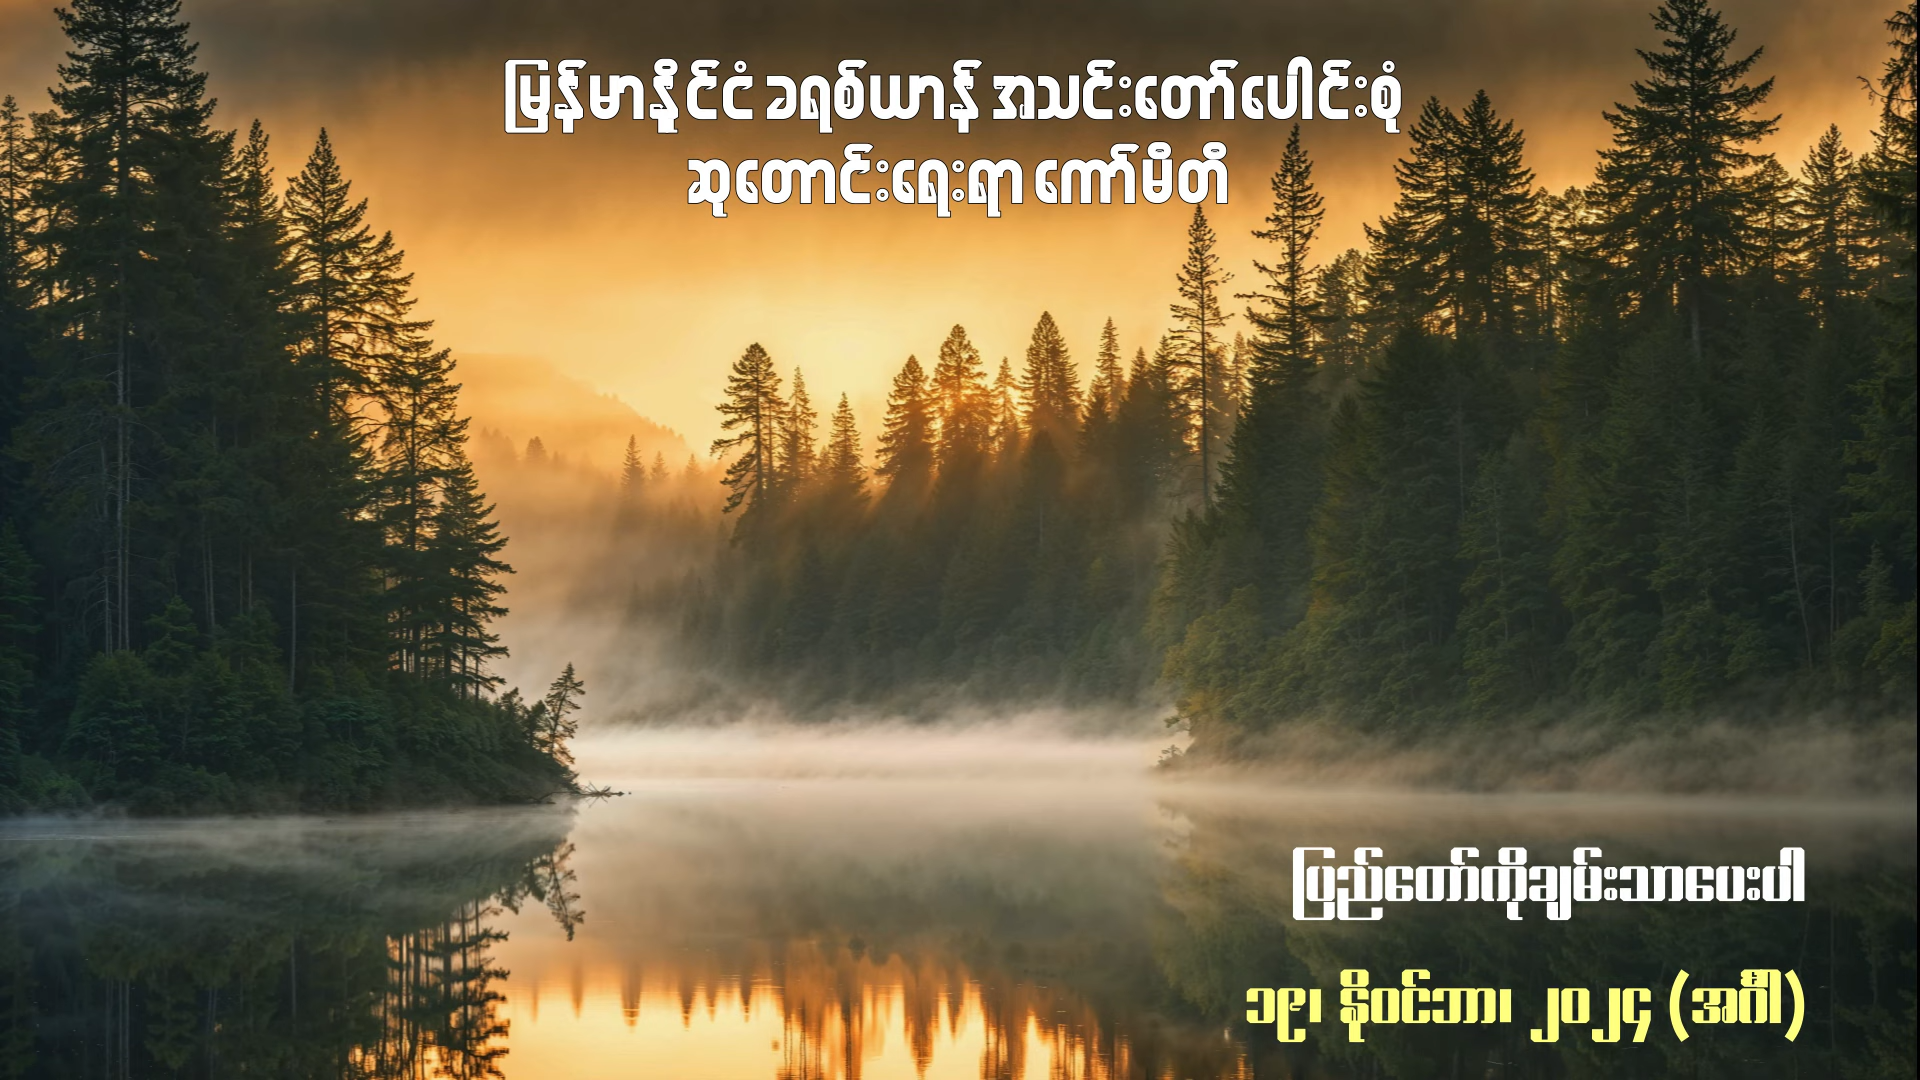 မြန်မာနိုင်ငံ ခရစ်ယာန် အသင်းတော်ပေါင်းစုံ
ဆုတောင်းရေးရာ ကော်မိတီ
ပြည်တော်ကိုချမ်းသာပေးပါ
၁၉၊ နိုဝင်ဘာ၊ ၂၀၂၄ (အင်္ဂါ)